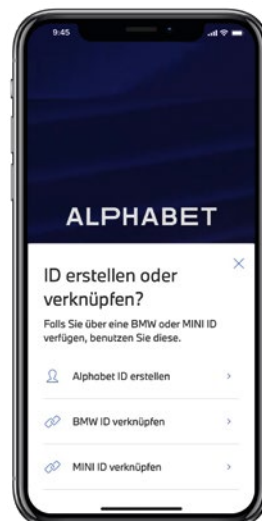 9:45
ALPHABET
ID erstellen oder
verknüpfen?
Falls Sie über eine BMW oder MINI ID
verfügen, benutzen Sie diese.
Alphabet ID erstellen
BMW ID verknüpfen
MINI ID verknüpfen